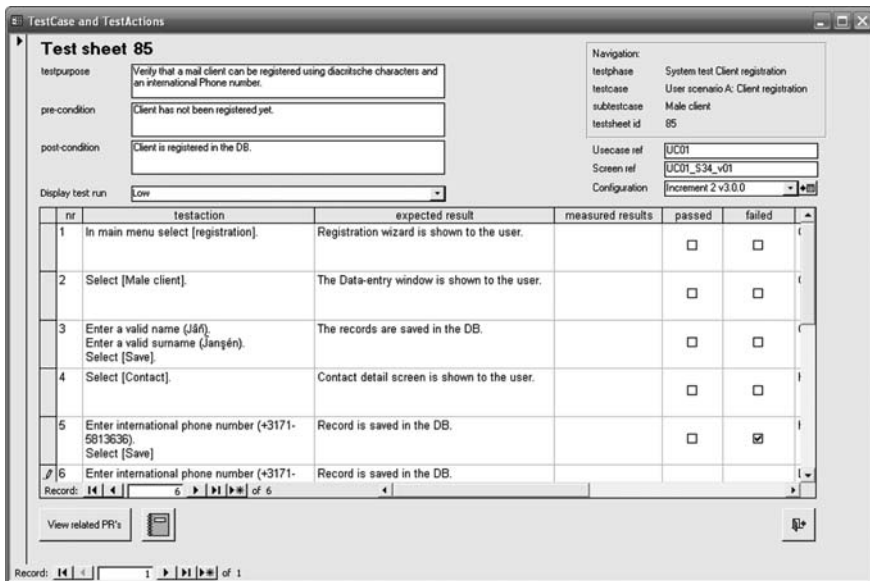 TestCase and TestActions
Test sheet 85
testpurpose
Verify that a mail client can be registered using diacritsche characters and
an international Phone number.
pre-condition
Client has not been registered yet.
post-condition
Client is registered in the DB.
Display test run
Low
Navigation:
testphase System test Client registration
testcase User scenario A: Client registration
subtestcase Male client
testsheet id 85
Usecase ref UC01
Screen ref UC01_S34_v01
Configuration Increment 2 v3.0.0
nr testaction expected result measured results passed failed
1 In main menu select [registration]. Registration wizard is shown to the user.
2 Select [Male client]. The Data-entry window is shown to the user.
3 Enter a valid name (Jâñ). The records are saved in the DB.
Enter a valid surname (Ĵanşén).
Select [Save].
4 Select [Contact]. Contact detail screen is shown to the user.
5 Enter international phone number (+3171- Record is saved in the DB.
5813636).
Select [Save]
6 Enter international phone number (+3171- Record is saved in the DB.
Record: 6 of 6
View related PR's
Record: 1 of 1